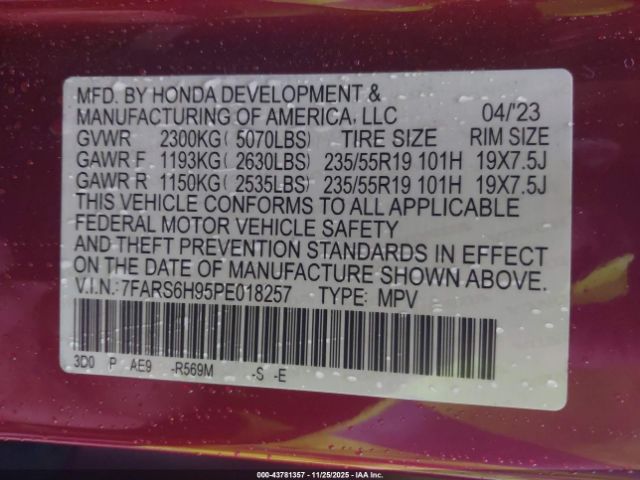 MFD. BY HONDA DEVELOPMENT &
MANUFACTURING OF AMERICA, LLC 04/'23
GVWR 2300KG( 5070LBS) TIRE SIZE RIM SIZE
GAWR F 1193KG( 2630LBS) 235/55R19 101H 19X7.5J
GAWR R 1150KG( 2535LBS) 235/55R19 101H 19X7.5J
THIS VEHICLE CONFORMS TO ALL APPLICABLE
FEDERAL MOTOR VEHICLE SAFETY
AND THEFT PREVENTION STANDARDS IN EFFECT
ON THE DATE OF MANUFACTURE SHOWN ABOVE.
V.I.N.: 7FARS6H95PE018257 TYPE: MPV
3D0 P AE9 -R569M -S -E
000-43781357 | 11/25/2025 | IAAI.COM